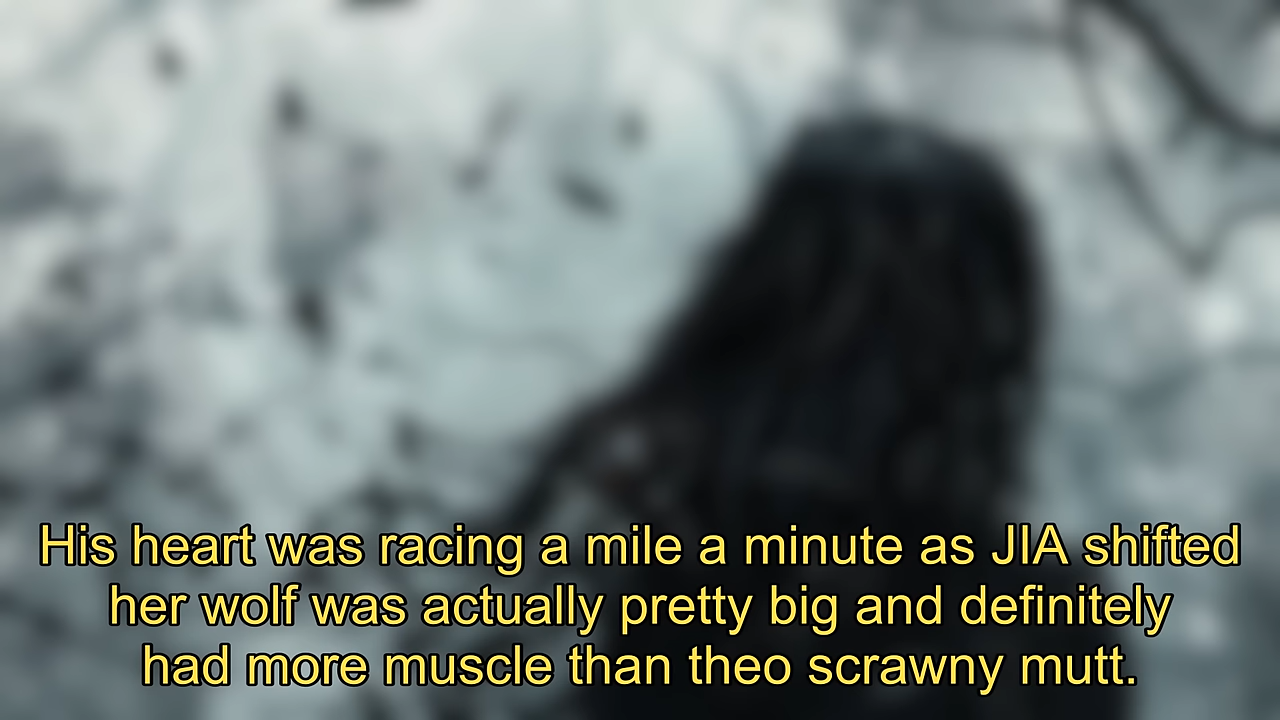 His heart was racing a mile a minute as JIA shifted
her wolf was actually pretty big and definitely
had more muscle than theo scrawny mutt.